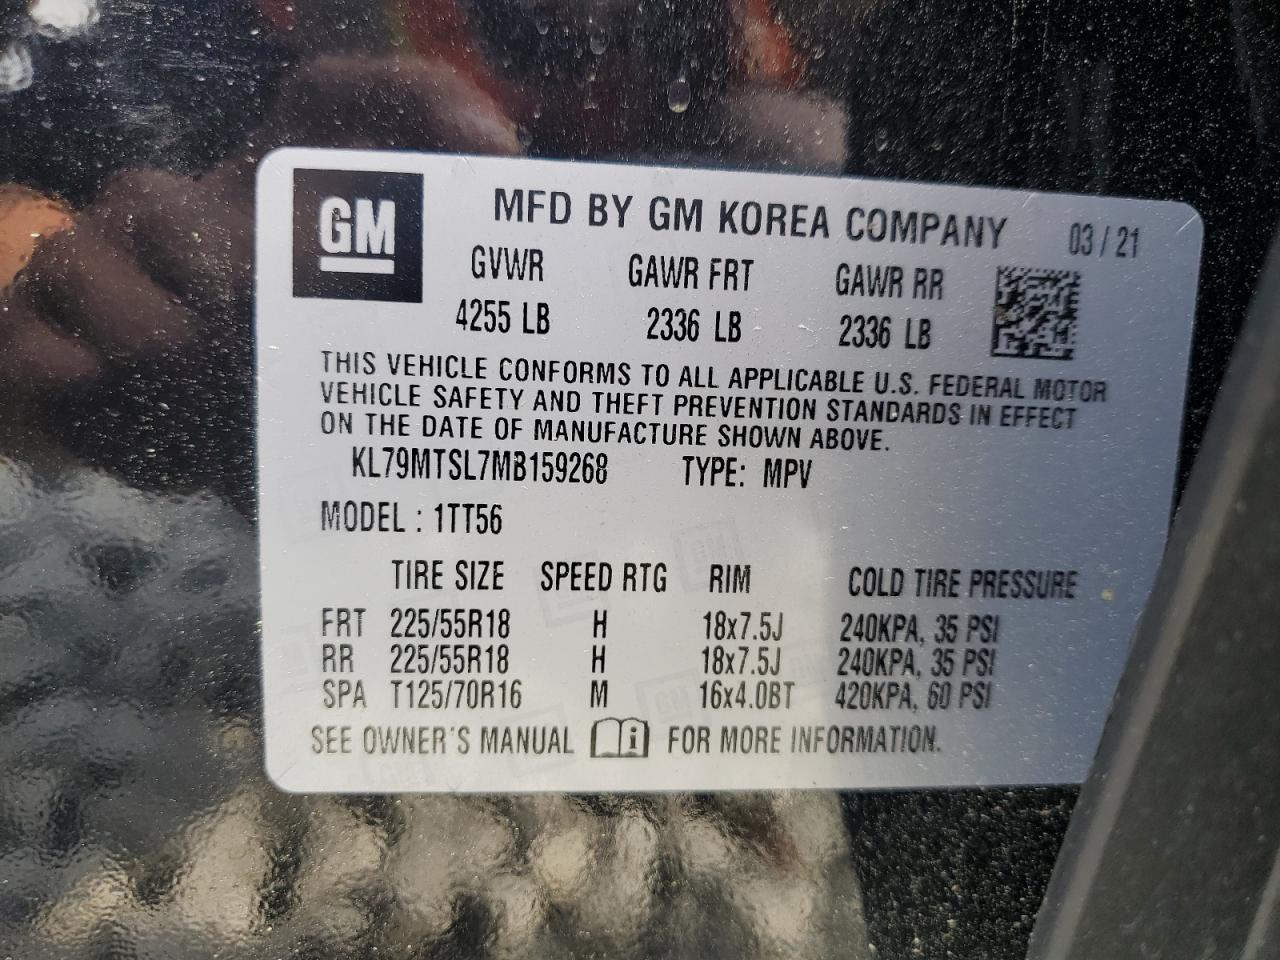 GM
MFD BY GM KOREA COMPANY 03/21
GVWR GAWR FRT GAWR RR
4255 LB 2336 LB 2336 LB
THIS VEHICLE CONFORMS TO ALL APPLICABLE U.S. FEDERAL MOTOR
VEHICLE SAFETY AND THEFT PREVENTION STANDARDS IN EFFECT
ON THE DATE OF MANUFACTURE SHOWN ABOVE.
KL79MTSL7MB159268 TYPE: MPV
MODEL : 1TT56
TIRE SIZE SPEED RTG RIM COLD TIRE PRESSURE
FRT 225/55R18 H 18x7.5J 240KPA, 35 PSI
RR 225/55R18 H 18x7.5J 240KPA, 35 PSI
SPA T125/70R16 M 16x4.0BT 420KPA, 60 PSI
SEE OWNER'S MANUAL i FOR MORE INFORMATION.